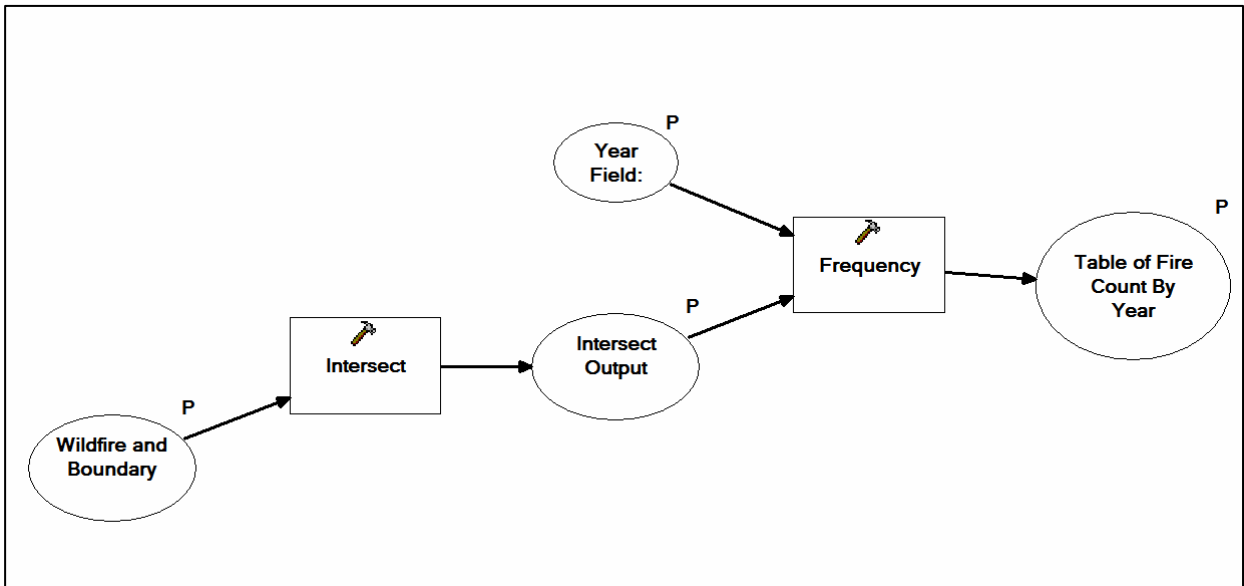 P
Year
Field:
P
Frequency
Table of Fire
Count By
Year
P
Intersect
Output
Intersect
P
Wildfire and
Boundary